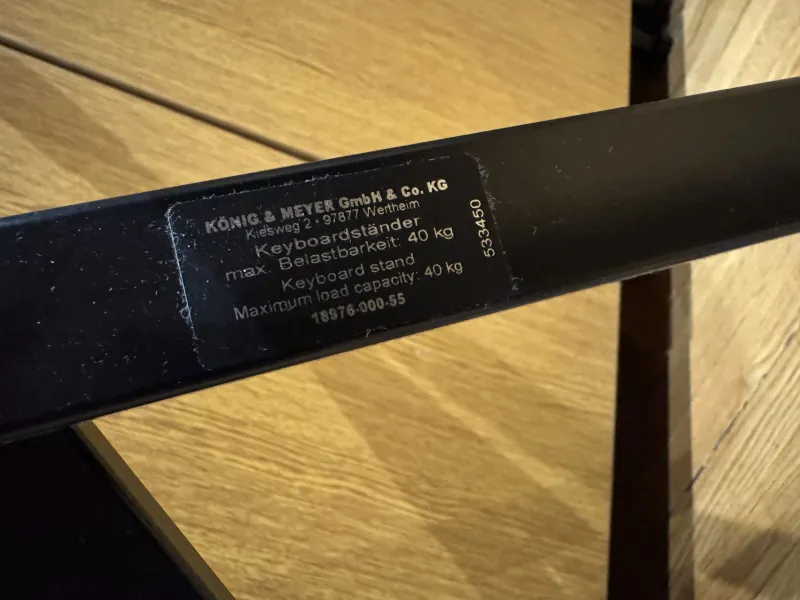 KÖNIG & MEYER GmbH & Co. KG
Kiesweg 2 · 97877 Wertheim
Keyboardständer
max. Belastbarkeit: 40 kg
Keyboard stand
Maximum load capacity: 40 kg
18976-000-55
533450